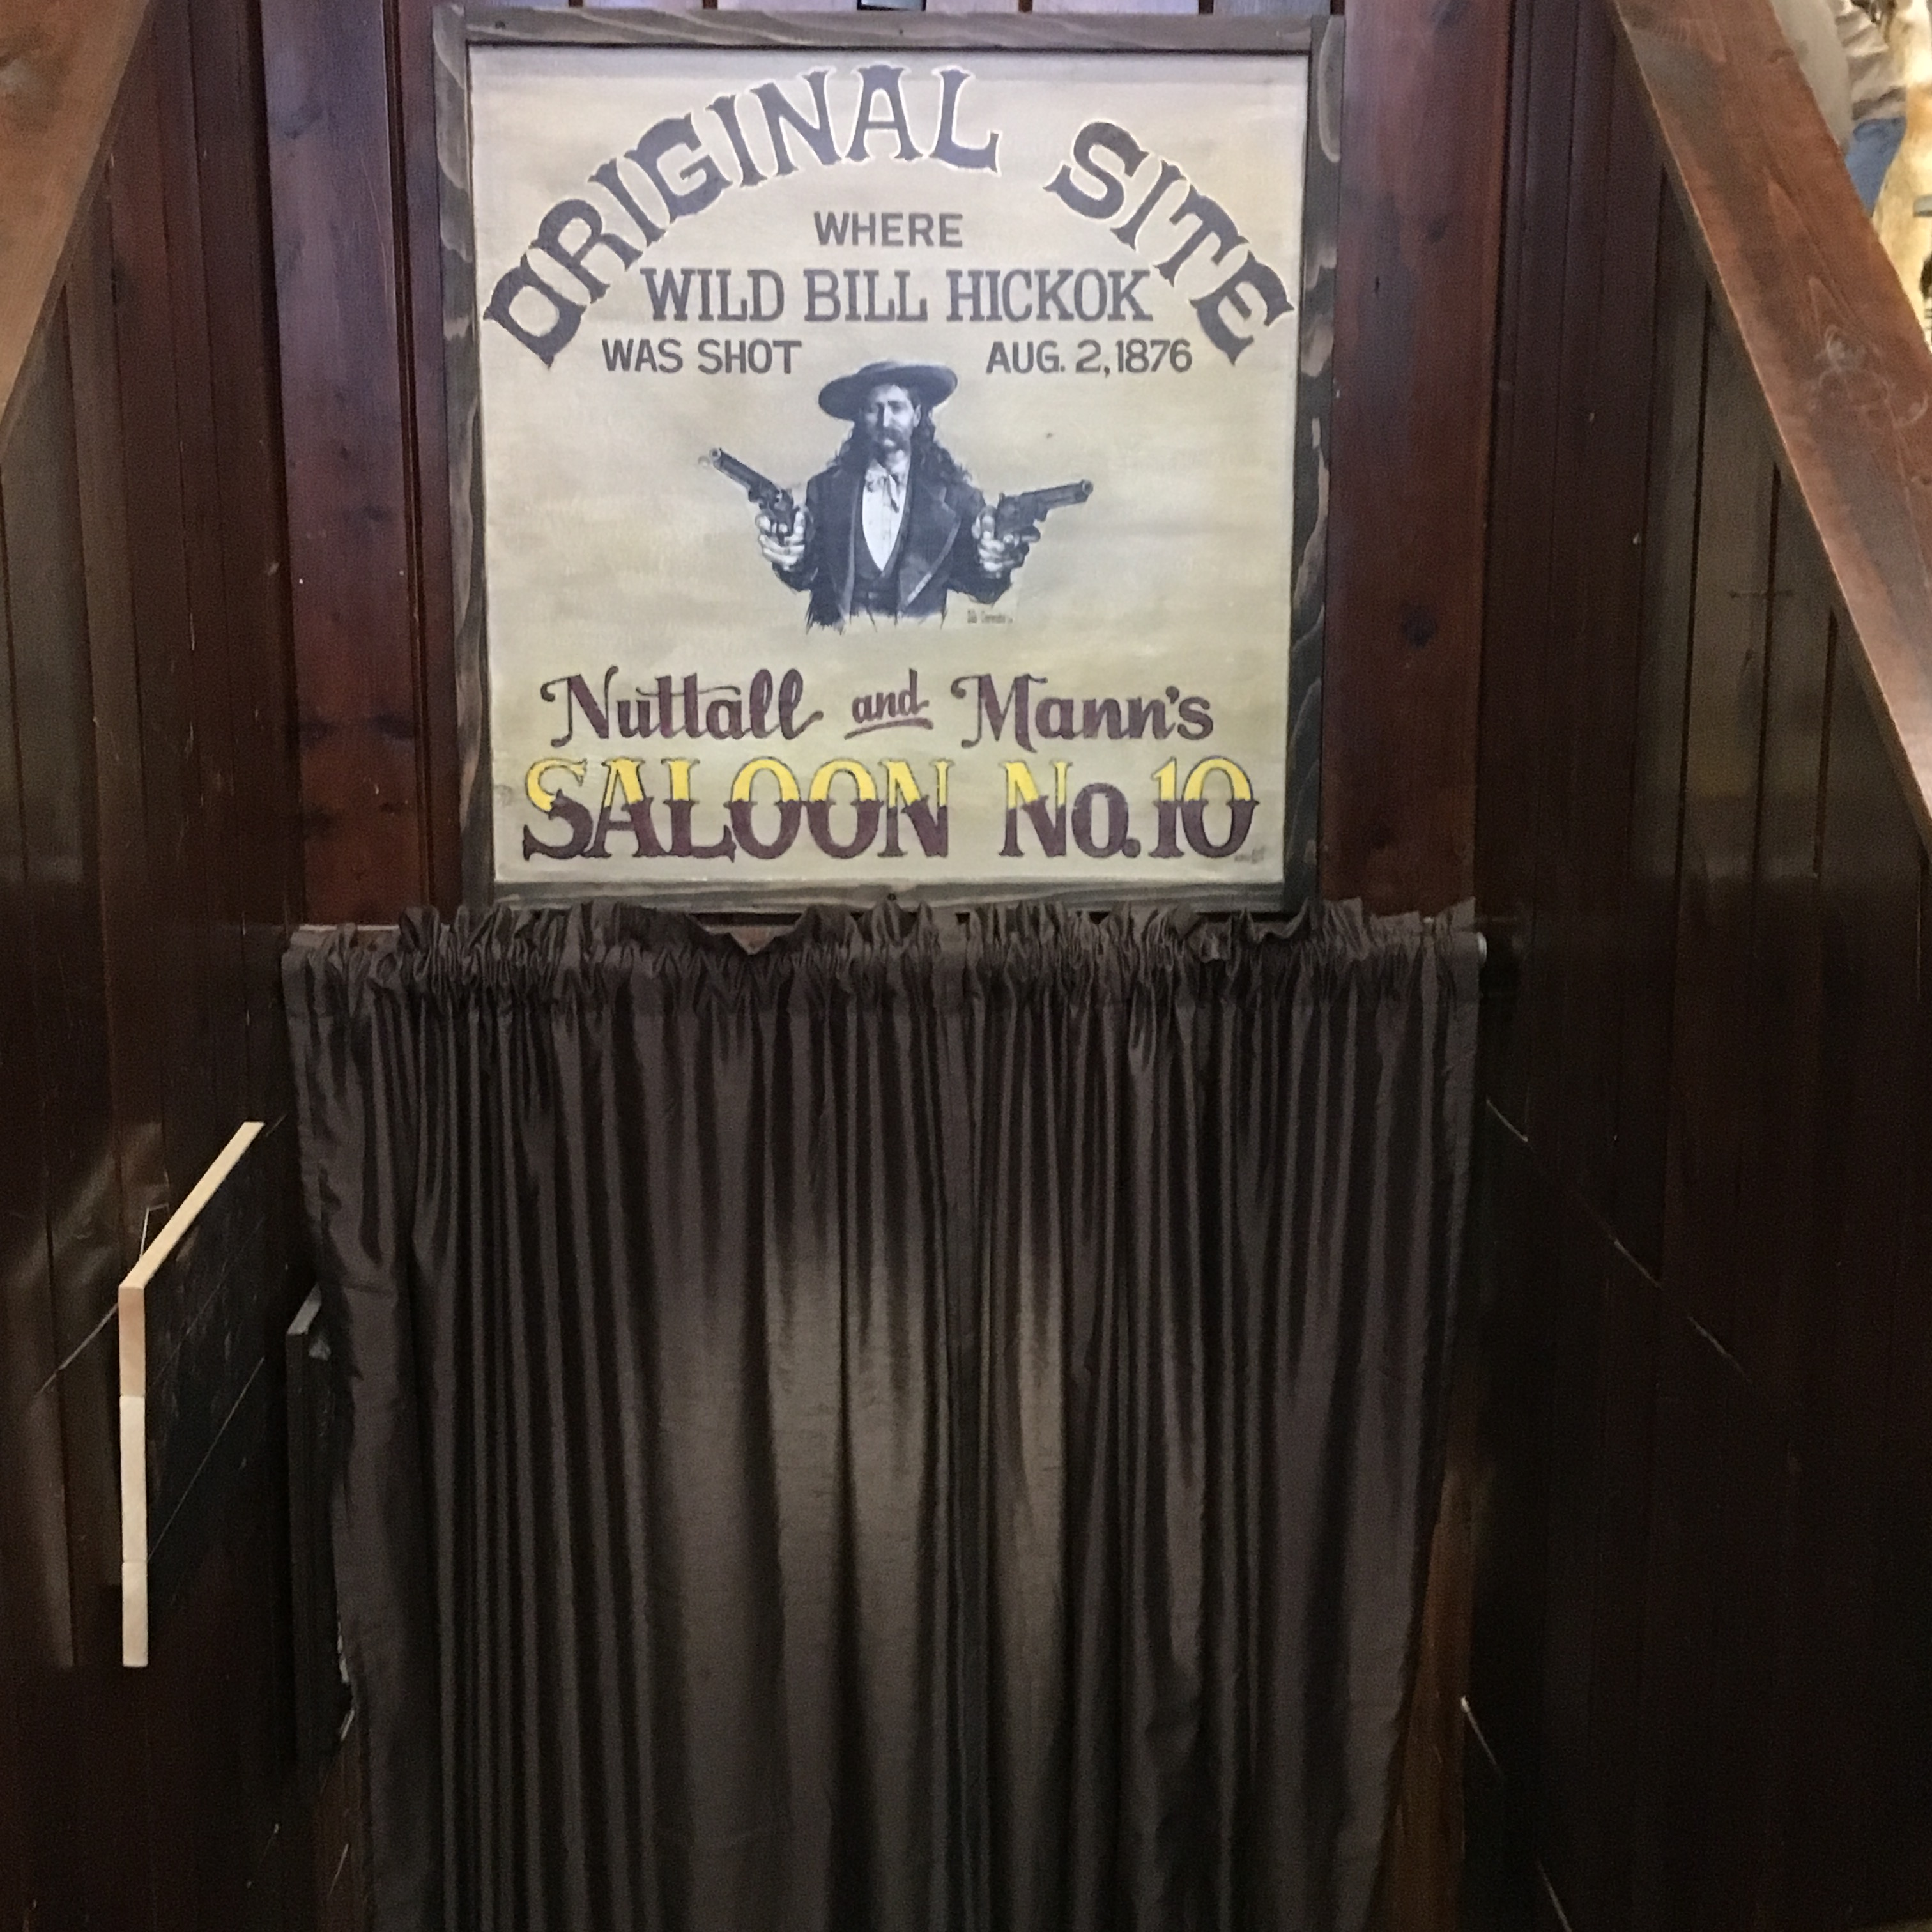 ORIGINAL SITE
WHERE
WILD BILL HICKOK
WAS SHOT AUG. 2, 1876
Nuttall and Mann's
SALOON No. 10